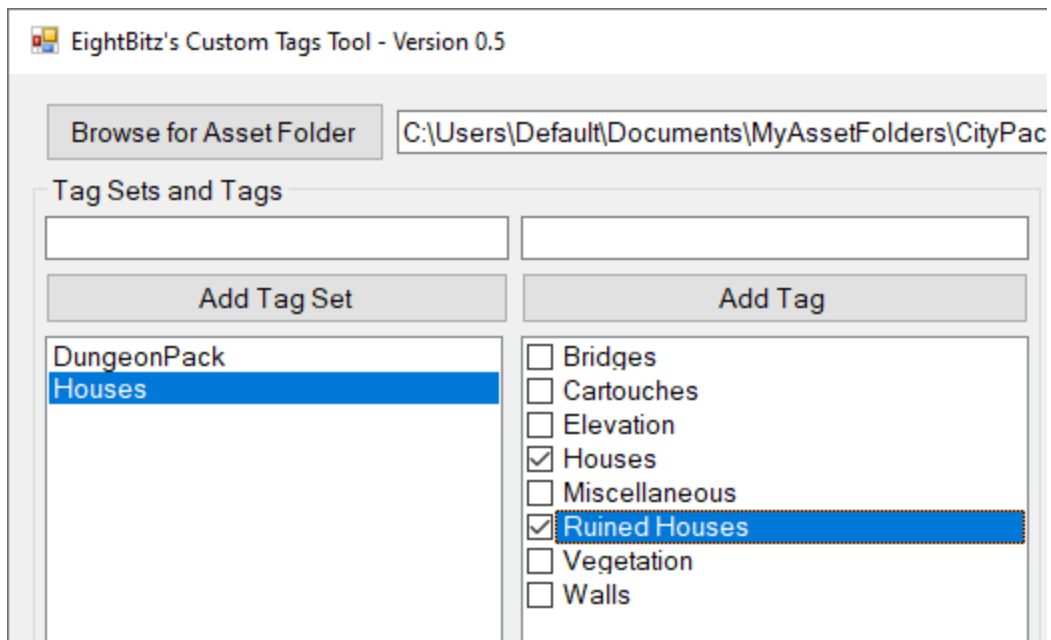 EightBitz's Custom Tags Tool - Version 0.5
Browse for Asset Folder
C:\Users\Default\Documents\MyAssetFolders\CityPac
Tag Sets and Tags
Add Tag Set
Add Tag
DungeonPack
Houses
Bridges
Cartouches
Elevation
Houses
Miscellaneous
Ruined Houses
Vegetation
Walls